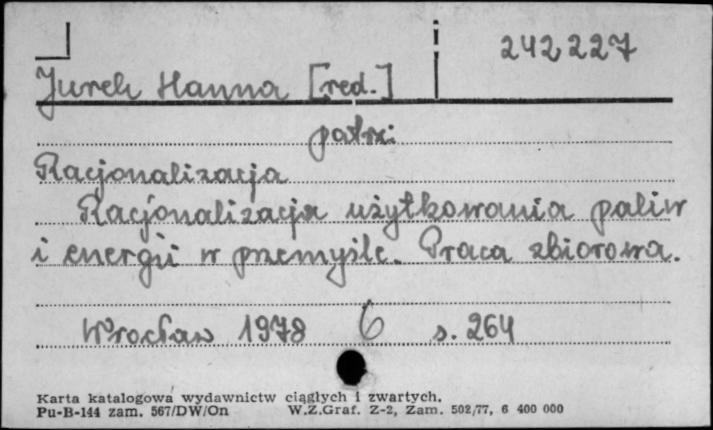 242227
Jurek Hanna [red.]
patrz:
Racjonalizacja
Racjonalizacja użytkowania paliw
i energii w przemyśle. Praca zbiorowa.
Wrocław 1978 6 s. 264
Karta katalogowa wydawnictw ciągłych i zwartych.
Pu-B-144 zam. 567/DW/On W.Z.Graf. Z-2, Zam. 502/77, 6 400 000